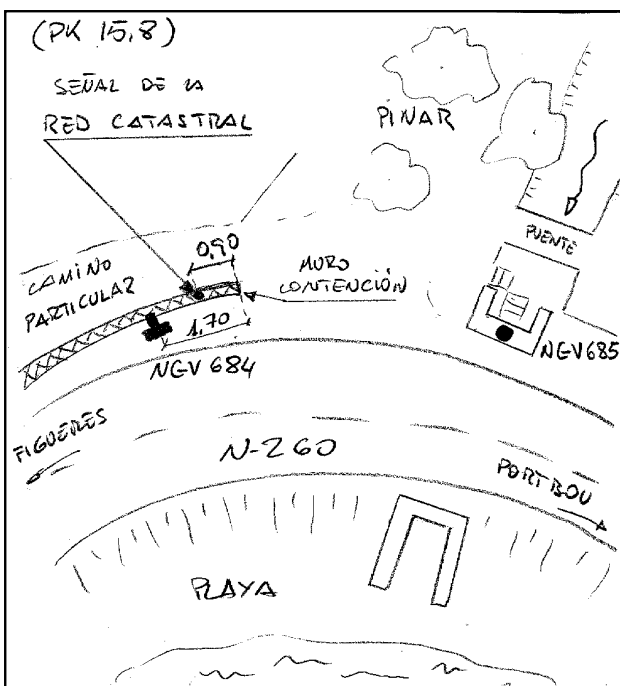 (PK 15,8)
SEÑAL DE LA
RED CATASTRAL
PINAR
PUENTE
0,90
MURO
CONTENCIÓN
CAMINO
PARTICULAR
1,70
NGV 684
NGV685
FIGUERES
N-260
PORTBOU
PLAYA